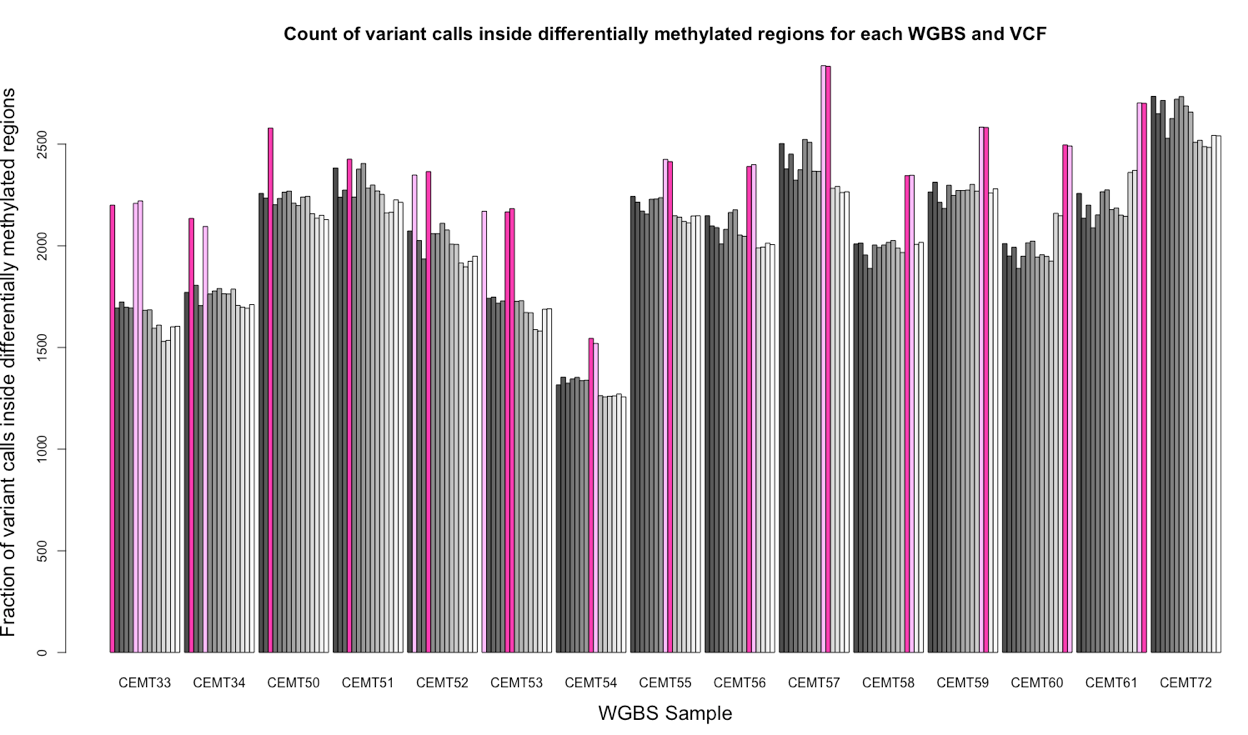 Count of variant calls inside differentially methylated regions for each WGBS and VCF
Fraction of variant calls inside differentially methylated regions
2500
2000
1500
1000
500
0
CEMT33 CEMT34 CEMT50 CEMT51 CEMT52 CEMT53 CEMT54 CEMT55 CEMT56 CEMT57 CEMT58 CEMT59 CEMT60 CEMT61 CEMT72
WGBS Sample